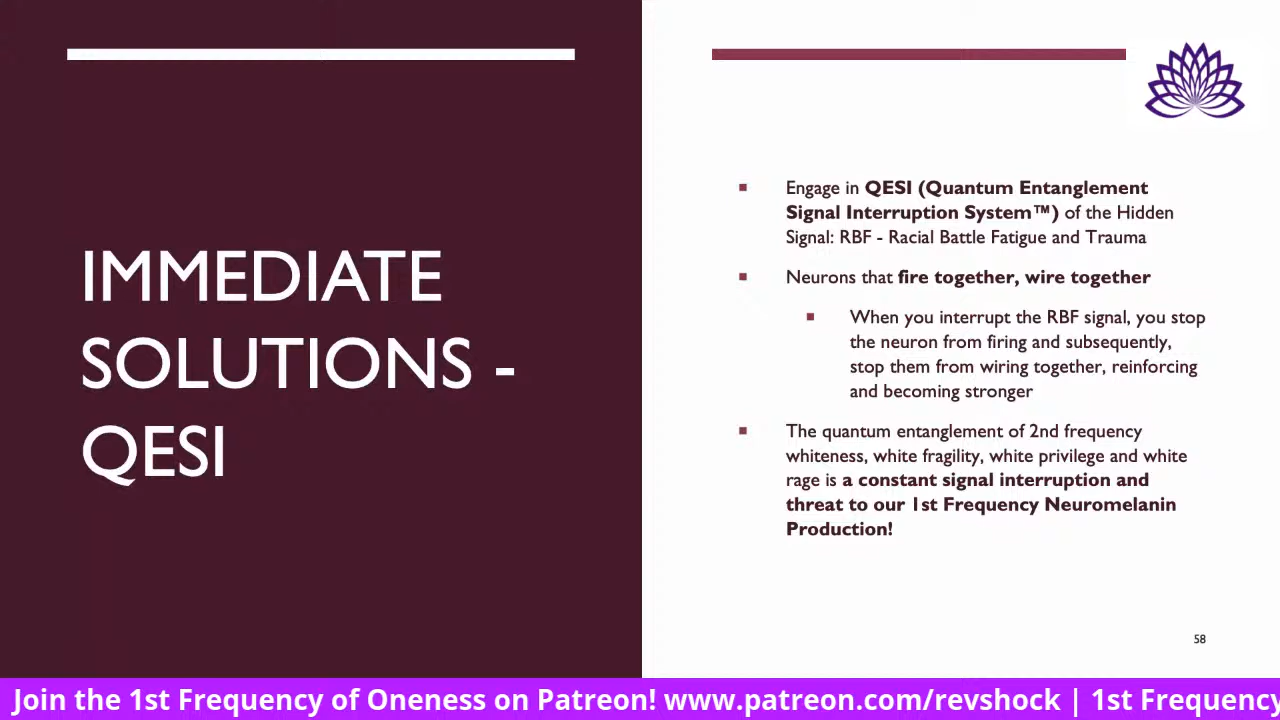 IMMEDIATE
SOLUTIONS -
QESI
Engage in QESI (Quantum Entanglement
Signal Interruption System™) of the Hidden
Signal: RBF - Racial Battle Fatigue and Trauma
Neurons that fire together, wire together
When you interrupt the RBF signal, you stop
the neuron from firing and subsequently,
stop them from wiring together, reinforcing
and becoming stronger
The quantum entanglement of 2nd frequency
whiteness, white fragility, white privilege and white
rage is a constant signal interruption and
threat to our 1st Frequency Neuromelanin
Production!
58
Join the 1st Frequency of Oneness on Patreon! www.patreon.com/revshock | 1st Frequency